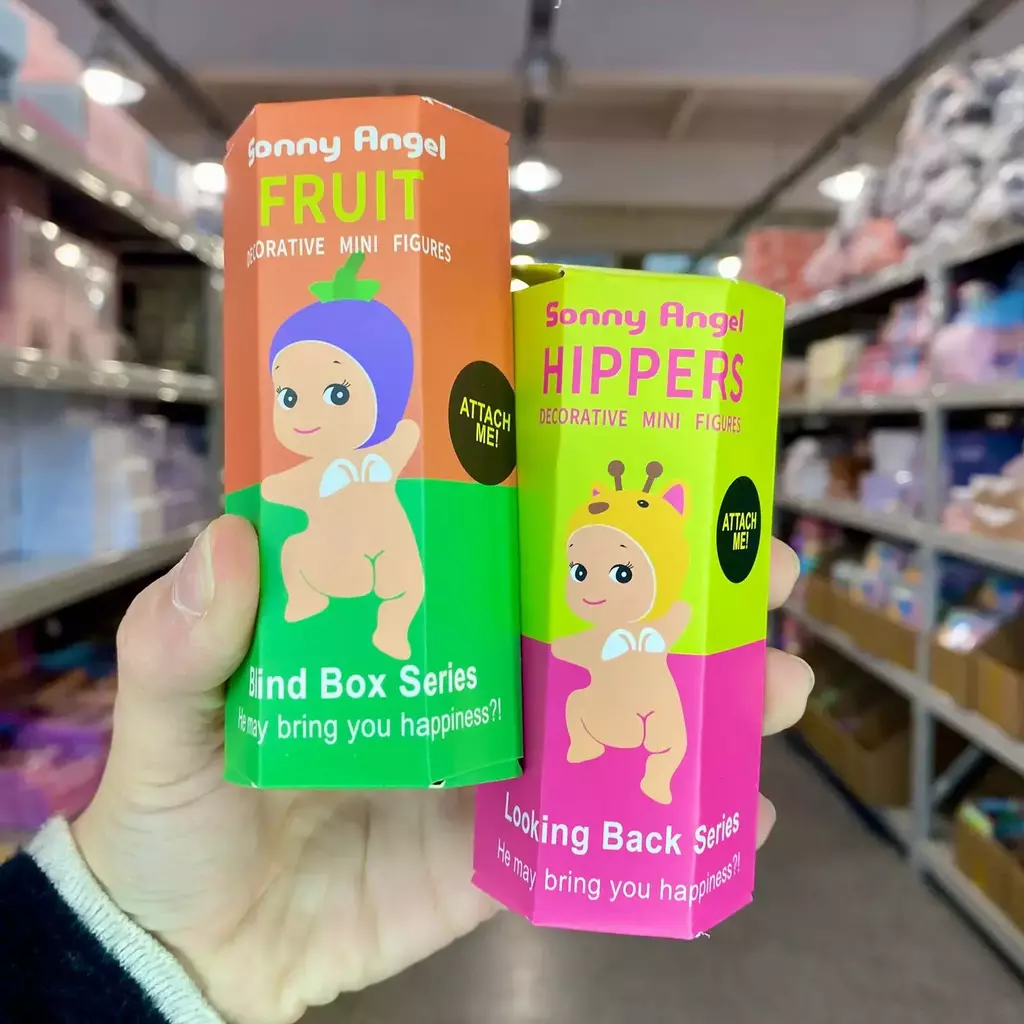 Sonny Angel
FRUIT
DECORATIVE MINI FIGURES
ATTACH
ME!
Blind Box Series
He may bring you happiness?!
Sonny Angel
HIPPERS
DECORATIVE MINI FIGURES
ATTACH
ME!
Looking Back Series
He may bring you happiness?!